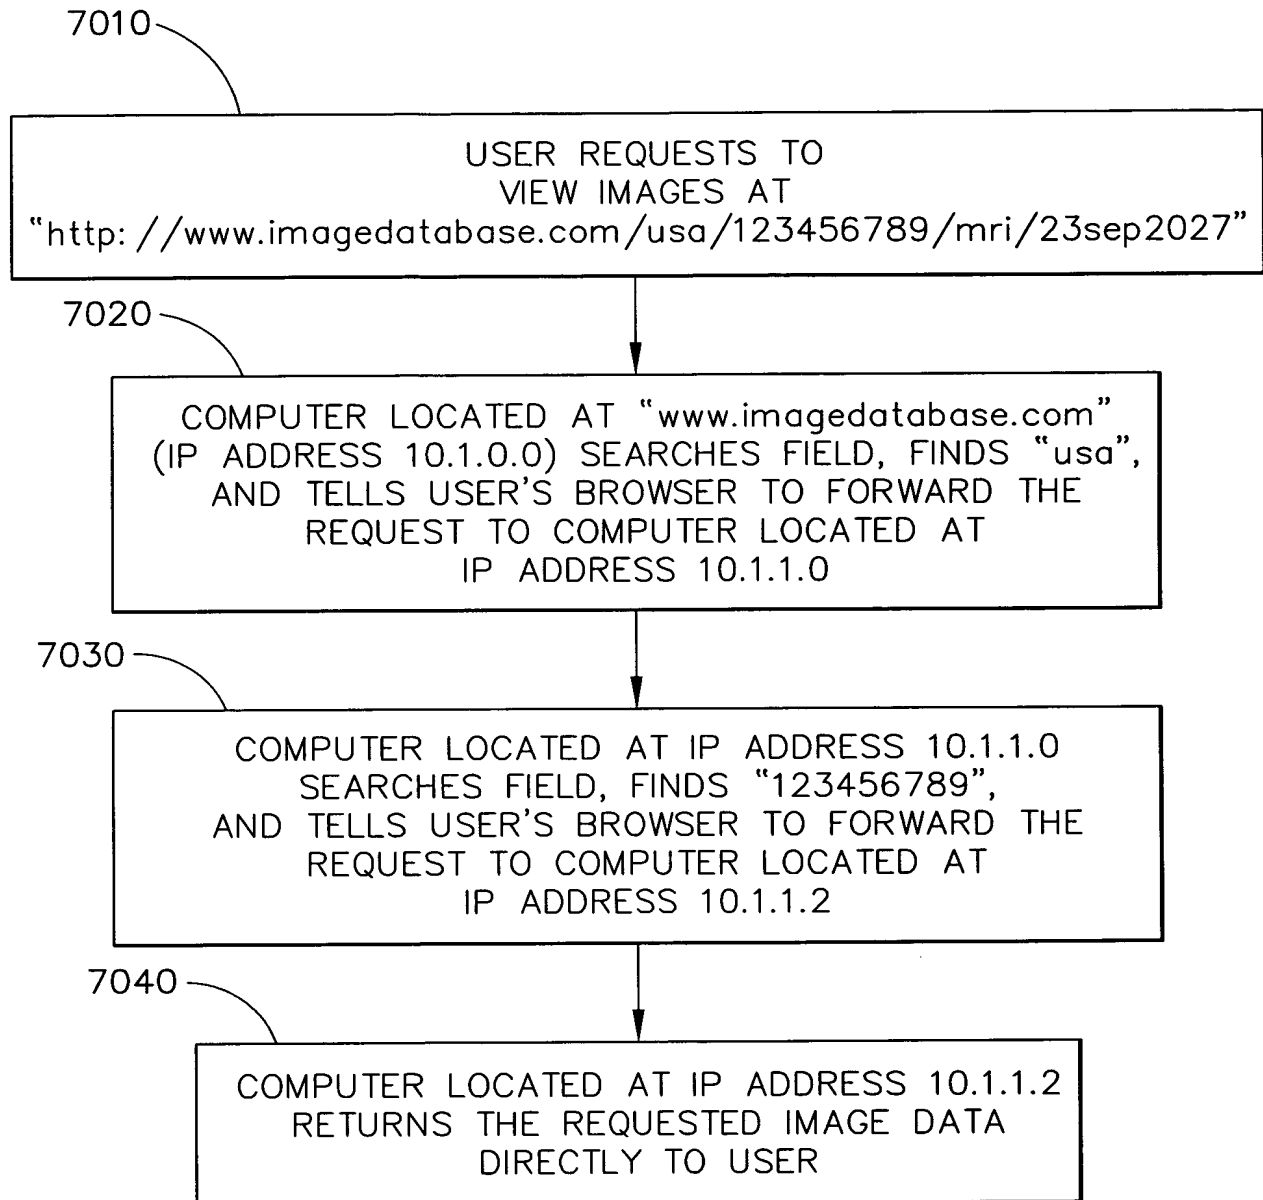 7010
USER REQUESTS TO
VIEW IMAGES AT
“http: //www.imagedatabase.com/usa/123456789/mri/23sep2027”
7020
COMPUTER LOCATED AT “www.imagedatabase.com”
(IP ADDRESS 10.1.0.0) SEARCHES FIELD, FINDS “usa”,
AND TELLS USER'S BROWSER TO FORWARD THE
REQUEST TO COMPUTER LOCATED AT
IP ADDRESS 10.1.1.0
7030
COMPUTER LOCATED AT IP ADDRESS 10.1.1.0
SEARCHES FIELD, FINDS “123456789”,
AND TELLS USER'S BROWSER TO FORWARD THE
REQUEST TO COMPUTER LOCATED AT
IP ADDRESS 10.1.1.2
7040
COMPUTER LOCATED AT IP ADDRESS 10.1.1.2
RETURNS THE REQUESTED IMAGE DATA
DIRECTLY TO USER